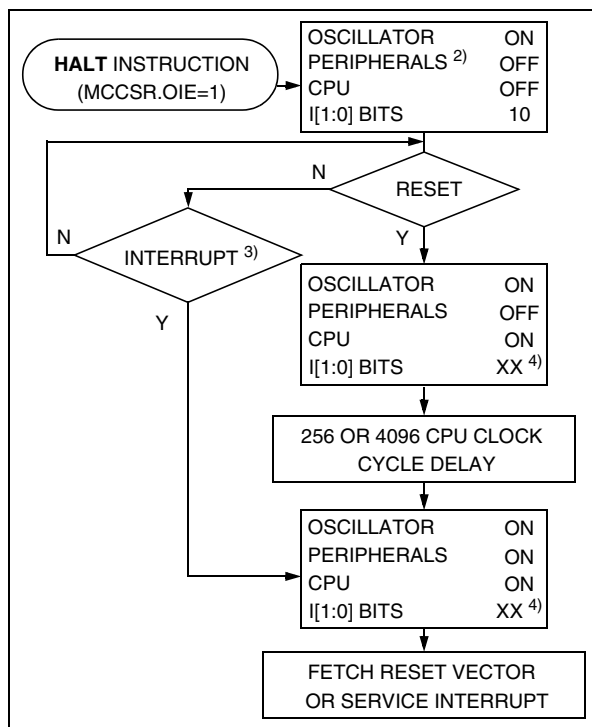 HALT INSTRUCTION
(MCCSR.OIE=1)
OSCILLATOR ON
PERIPHERALS 2) OFF
CPU OFF
I[1:0] BITS 10
N
RESET
N
INTERRUPT 3)
Y
Y
OSCILLATOR ON
PERIPHERALS OFF
CPU ON
I[1:0] BITS XX 4)
256 OR 4096 CPU CLOCK
CYCLE DELAY
OSCILLATOR ON
PERIPHERALS ON
CPU ON
I[1:0] BITS XX 4)
FETCH RESET VECTOR
OR SERVICE INTERRUPT